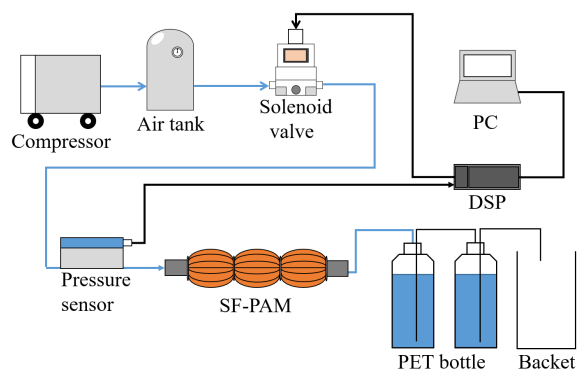 Compressor
Air tank
Solenoid
valve
PC
DSP
Pressure
sensor
SF-PAM
PET bottle
Backet